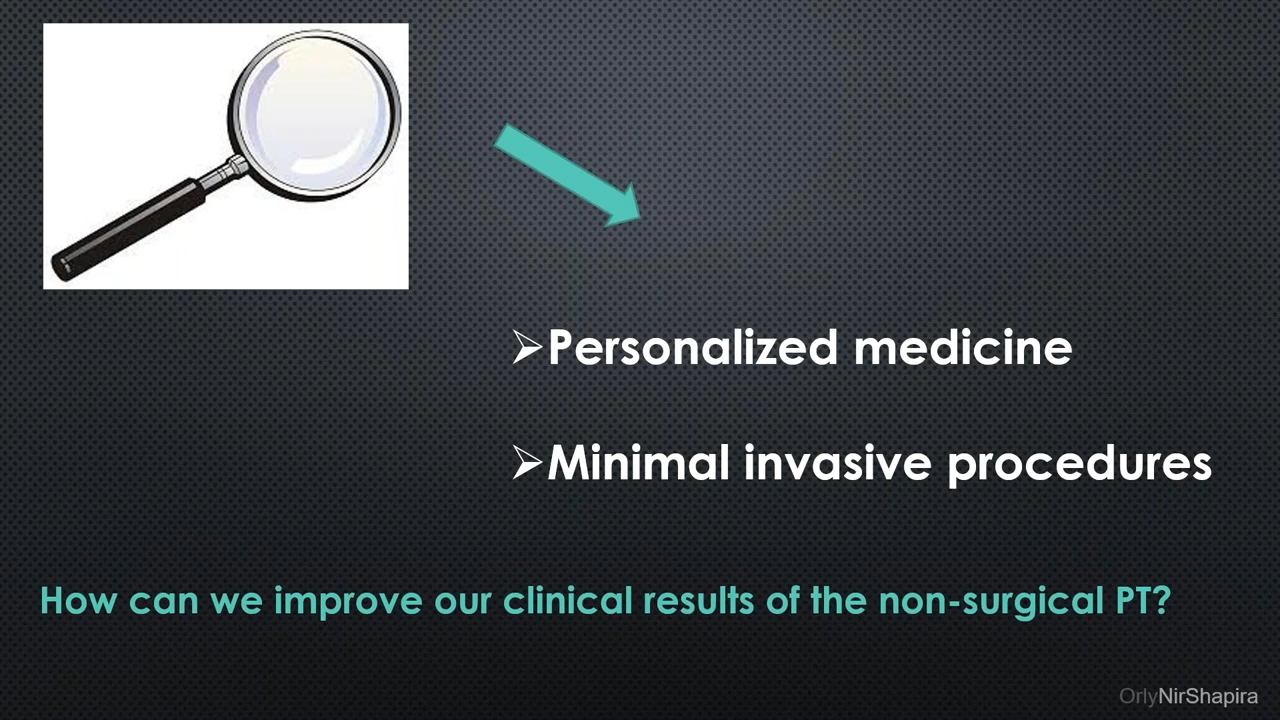 ➢Personalized medicine
➢Minimal invasive procedures
How can we improve our clinical results of the non-surgical PT?
OrlyNirShapira